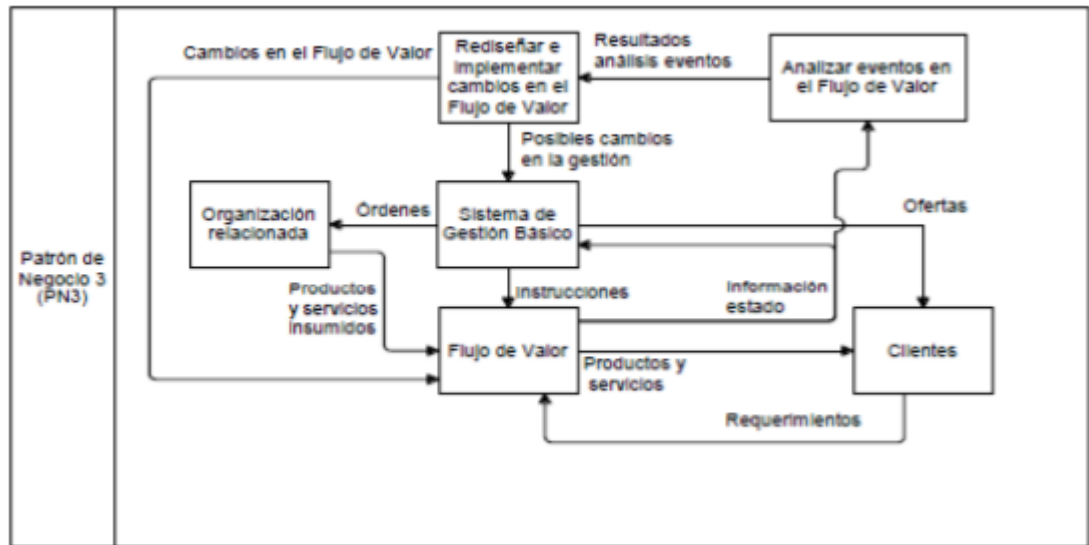 Cambios en el Flujo de Valor
Rediseñar e
Implementar
cambios en el
Flujo de Valor
Resultados
análisis eventos
Analizar eventos en
el Flujo de Valor
Posibles cambios
en la gestión
Organización
relacionada
Órdenes
Sistema de
Gestión Básico
Ofertas
Patrón de
Negocio 3
(PN3)
Productos
y servicios
Insumidos
Instrucciones
Información
estado
Flujo de Valor
Productos y
servicios
Clientes
Requerimientos